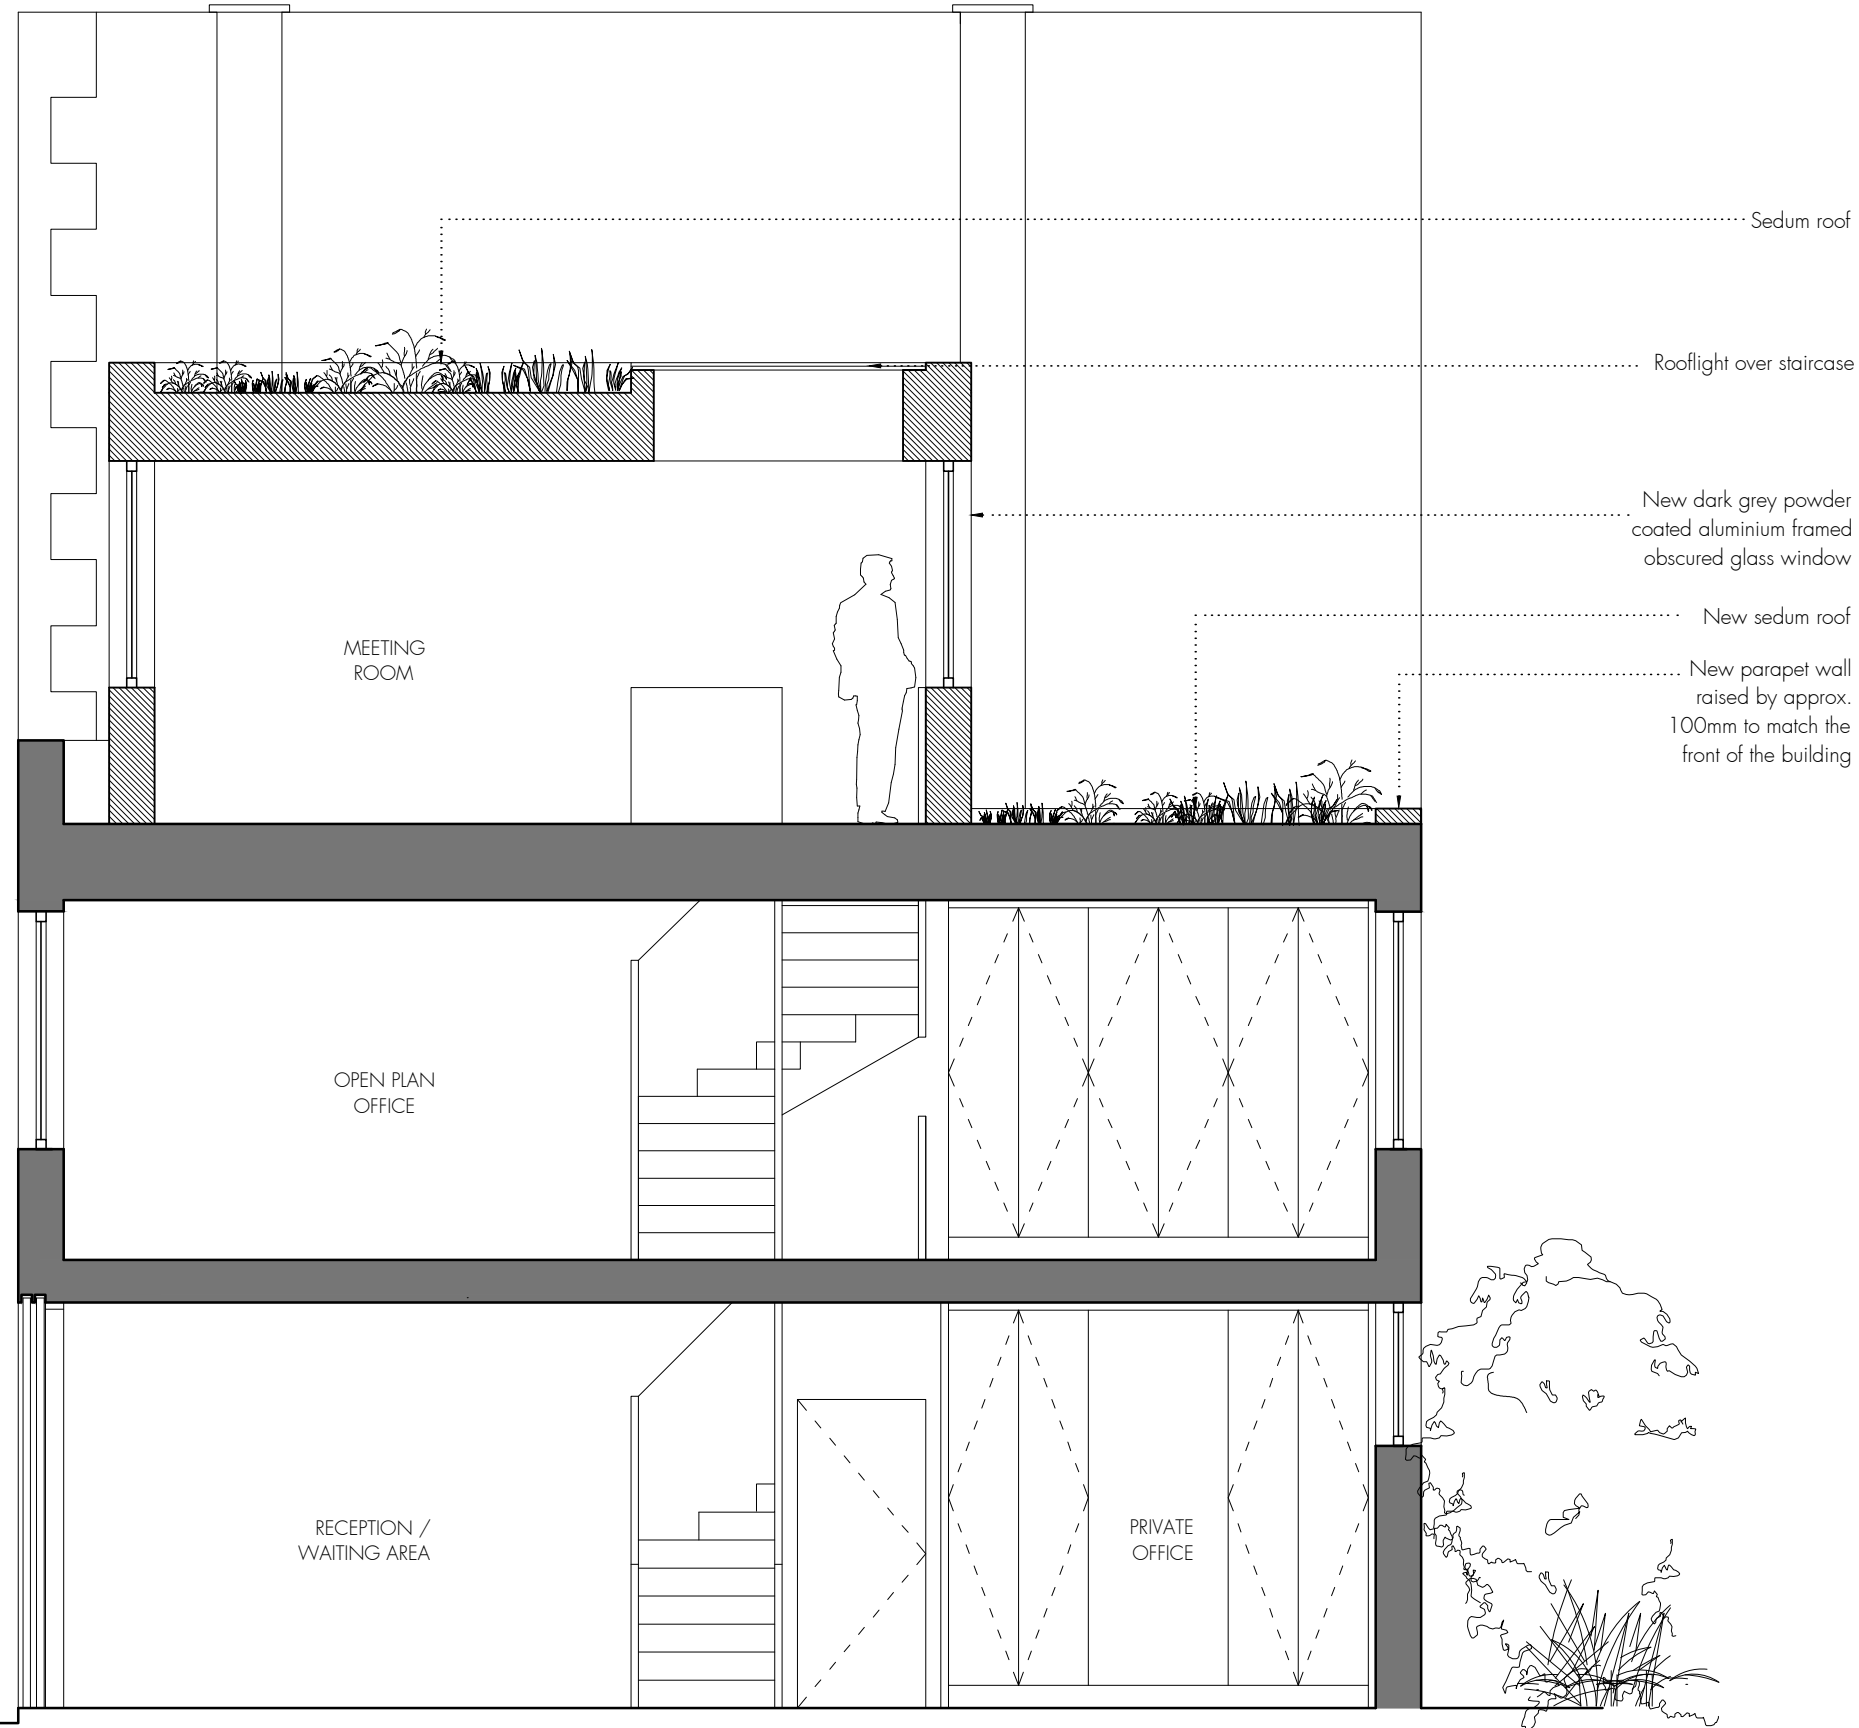 Sedum roof
Rooflight over staircase
New dark grey powder
coated aluminium framed
obscured glass window
New sedum roof
New parapet wall
raised by approx.
100mm to match the
front of the building
MEETING
ROOM
OPEN PLAN
OFFICE
RECEPTION /
WAITING AREA
PRIVATE
OFFICE